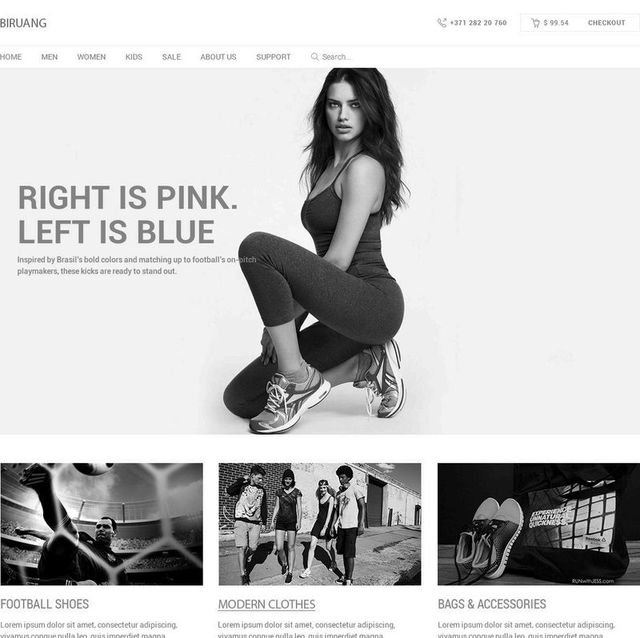 BIRUANG
+371 282 20 760
$ 99.54
CHECKOUT
HOME MEN WOMEN KIDS SALE ABOUT US SUPPORT Search...
RIGHT IS PINK.
LEFT IS BLUE
Inspired by Brasil's bold colors and matching up to football's on-pitch
playmakers, these kicks are ready to stand out.
EXPERIENCE
UNNATURAL
QUICKNESS.
Reebok
RUNWITHJESS.COM
FOOTBALL SHOES
Lorem ipsum dolor sit amet, consectetur adipiscing,
vivamus congue nulla leo, quis imperdiet magna
MODERN CLOTHES
Lorem ipsum dolor sit amet, consectetur adipiscing,
vivamus congue nulla leo, quis imperdiet magna
BAGS & ACCESSORIES
Lorem ipsum dolor sit amet, consectetur adipiscing,
vivamus congue nulla leo, quis imperdiet magna